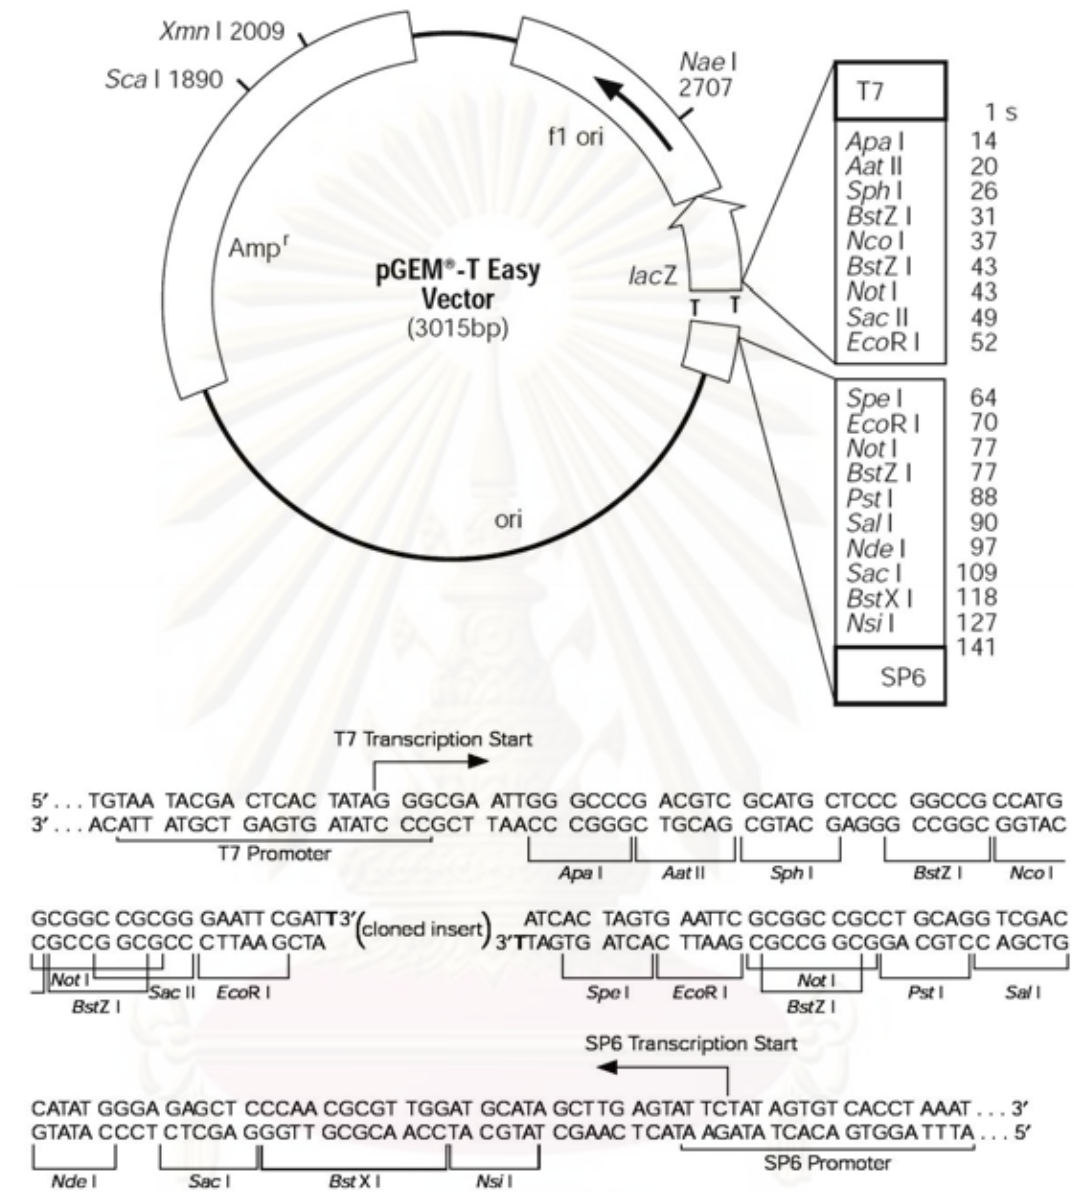 Xmn I 2009
Sca I 1890
Nae I
2707
f1 ori
Ampʳ
pGEM®-T Easy
Vector
(3015bp)
lacZ
T T
ori
T7
1 s
Apa I 14
Aat II 20
Sph I 26
BstZ I 31
Nco I 37
BstZ I 43
Not I 43
Sac II 49
EcoR I 52
Spe I 64
EcoR I 70
Not I 77
BstZ I 77
Pst I 88
Sal I 90
Nde I 97
Sac I 109
BstX I 118
Nsi I 127
141
SP6
T7 Transcription Start
5′ . . . TGTAA TACGA CTCAC TATAG GGCGA ATTGG GCCCG ACGTC GCATG CTCCC GGCCG CCATG
3′ . . . ACATT ATGCT GAGTG ATATC CCGCT TAACC CGGGC TGCAG CGTAC GAGGG CCGGC GGTAC
T7 Promoter
Apa I Aat II Sph I BstZ I Nco I
GCGGC CGCGG GAATT CGATT3′ (cloned insert) ATCAC TAGTG AATTC GCGGC CGCCT GCAGG TCGAC
CGCCG GCGCC CTTAA GCTA 3′TTAGTG ATCAC TTAAG CGCCG GCGGA CGTCC AGCTG
Not I Sac II EcoR I Spe I EcoR I Not I Pst I Sal I
BstZ I BstZ I
SP6 Transcription Start
CATAT GGGA GAGCT CCCAA CGCGT TGGAT GCATA GCTTG AGTAT TCTAT AGTGT CACCT AAAT . . . 3′
GTATA CCCT CTCGAG GGTT GCGCA ACCTA CGTAT CGAAC TCATA AGATA TCACA GTGGATTTA . . . 5′
SP6 Promoter
Nde I Sac I BstX I Nsi I